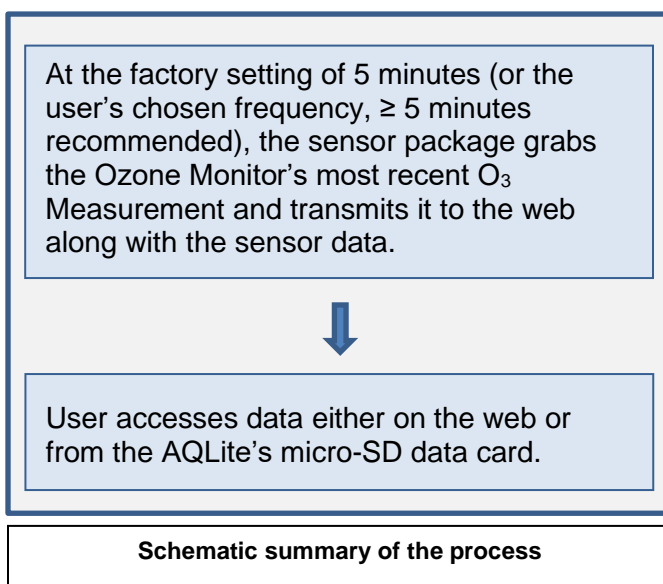 At the factory setting of 5 minutes (or the
user's chosen frequency, ≥ 5 minutes
recommended), the sensor package grabs
the Ozone Monitor's most recent O₃
Measurement and transmits it to the web
along with the sensor data.
User accesses data either on the web or
from the AQLite's micro-SD data card.
Schematic summary of the process